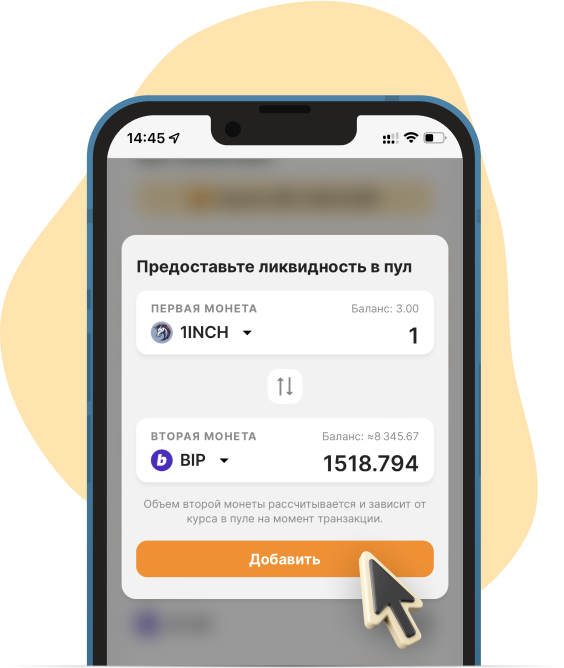 14:45
Предоставьте ликвидность в пул
ПЕРВАЯ МОНЕТА Баланс: 3.00
1INCH 1
ВТОРАЯ МОНЕТА Баланс: ≈8 345.67
BIP 1518.794
Объем второй монеты рассчитывается и зависит от
курса в пуле на момент транзакции.
Добавить